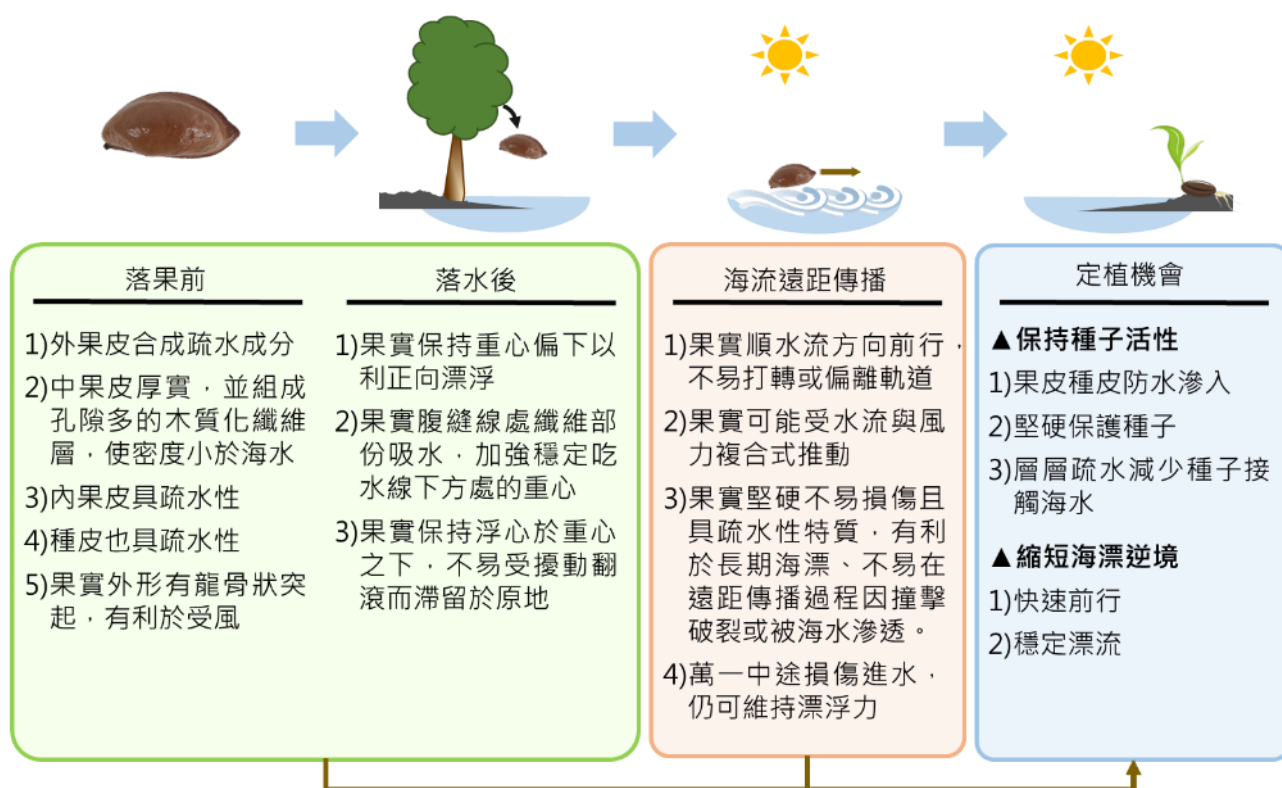 落果前
1)外果皮合成疏水成分
2)中果皮厚實，並組成
孔隙多的木質化纖維
層，使密度小於海水
3)內果皮具疏水性
4)種皮也具疏水性
5)果實外形有龍骨狀突
起，有利於受風
落水後
1)果實保持重心偏下以
利正向漂浮
2)果實腹縫線處纖維部
份吸水，加強穩定吃
水線下方處的重心
3)果實保持浮心於重心
之下，不易受擾動翻
滾而滯留於原地
海流遠距傳播
1)果實順水流方向前行，
不易打轉或偏離軌道
2)果實可能受水流與風
力複合式推動
3)果實堅硬不易損傷且
具疏水性特質，有利
於長期海漂、不易在
遠距傳播過程因撞擊
破裂或被海水滲透。
4)萬一中途損傷進水，
仍可維持漂浮力
定植機會
▲保持種子活性
1)果皮種皮防水滲入
2)堅硬保護種子
3)層層疏水減少種子接
觸海水
▲縮短海漂逆境
1)快速前行
2)穩定漂流